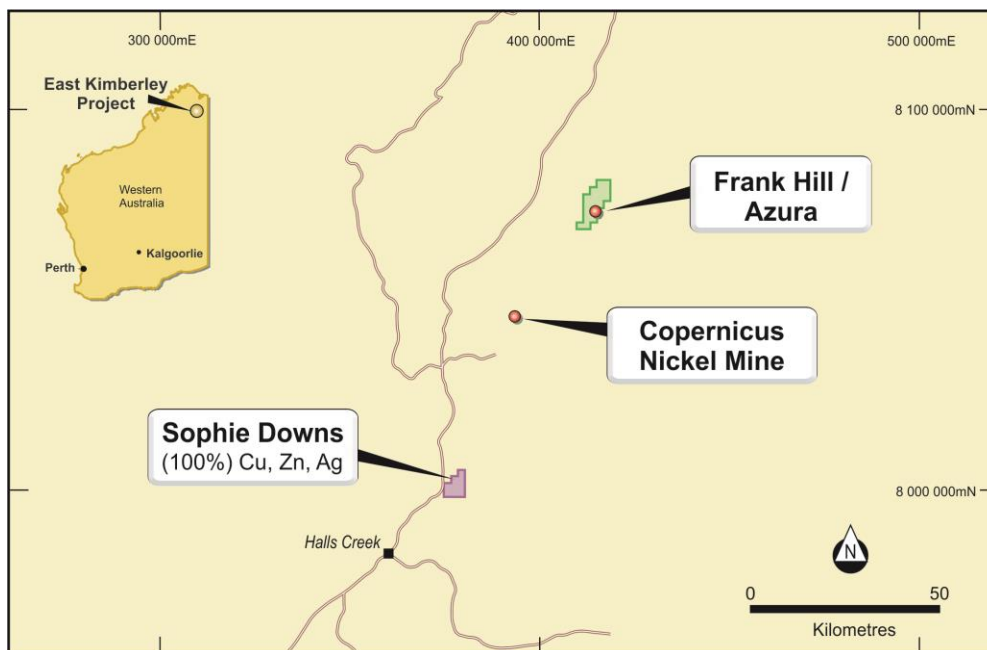 300 000mE
400 000mE
500 000mE
East Kimberley
Project
8 100 000mN
Western
Australia
Kalgoorlie
Perth
Frank Hill /
Azura
Copernicus
Nickel Mine
Sophie Downs
(100%) Cu, Zn, Ag
8 000 000mN
Halls Creek
N
0
50
Kilometres